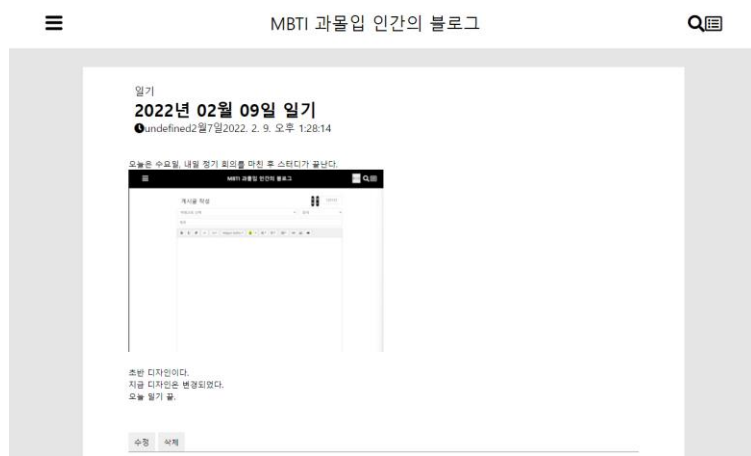 MBTI 과몰입 인간의 블로그
일기
2022년 02월 09일 일기
undefined2월7일2022. 2. 9. 오후 1:28:14
오늘은 수요일, 내일 정기 회의를 마친 후 스터디가 끝난다.
MBTI 과몰입 인간의 블로그
게시글 작성
초반 디자인이다.
지금 디자인은 변경되었다.
오늘 일기 끝.
수정 삭제